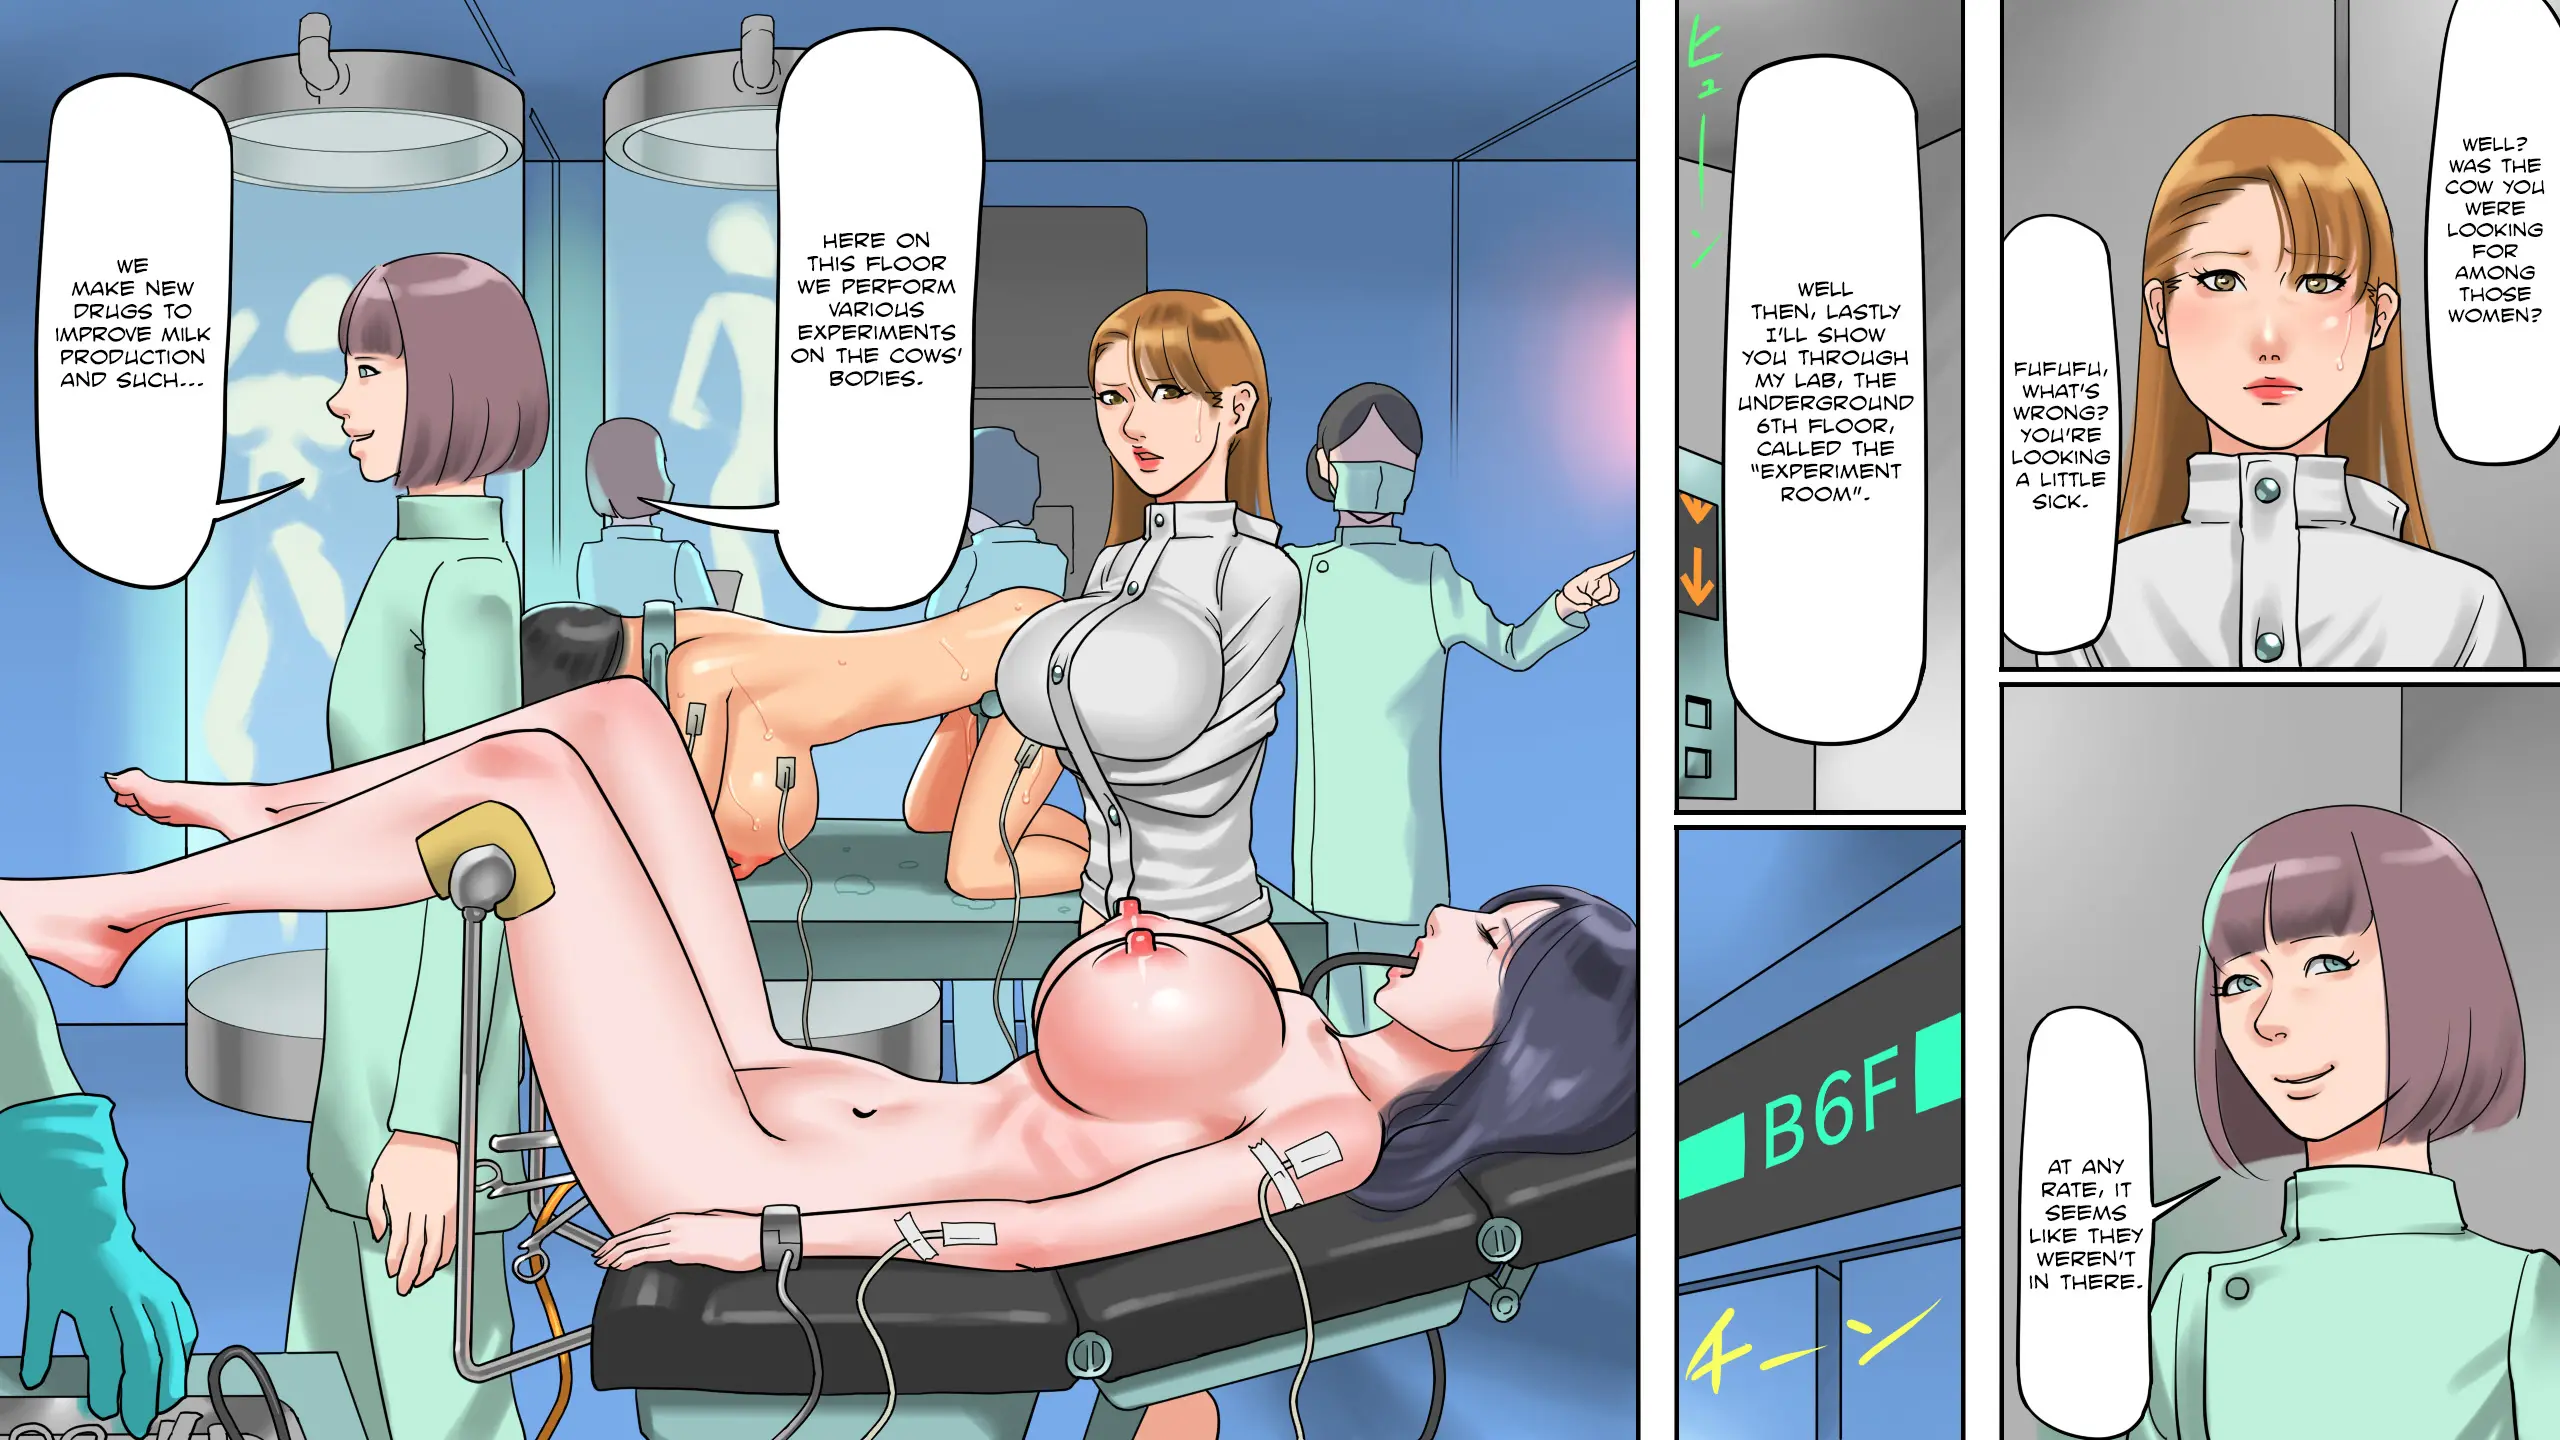 WELL?
WAS THE
COW YOU
WERE
LOOKING
FOR
AMONG
THOSE
WOMEN?
FUFUFU,
WHAT'S
WRONG?
YOU'RE
LOOKING
A LITTLE
SICK.
AT ANY
RATE, IT
SEEMS
LIKE THEY
WEREN'T
IN THERE.
ヒューン
WELL
THEN, LASTLY
I'LL SHOW
YOU THROUGH
MY LAB, THE
UNDERGROUND
6TH FLOOR,
CALLED THE
"EXPERIMENT
ROOM".
B6F
チーン
HERE ON
THIS FLOOR
WE PERFORM
VARIOUS
EXPERIMENTS
ON THE COWS'
BODIES.
WE
MAKE NEW
DRUGS TO
IMPROVE MILK
PRODUCTION
AND SUCH...